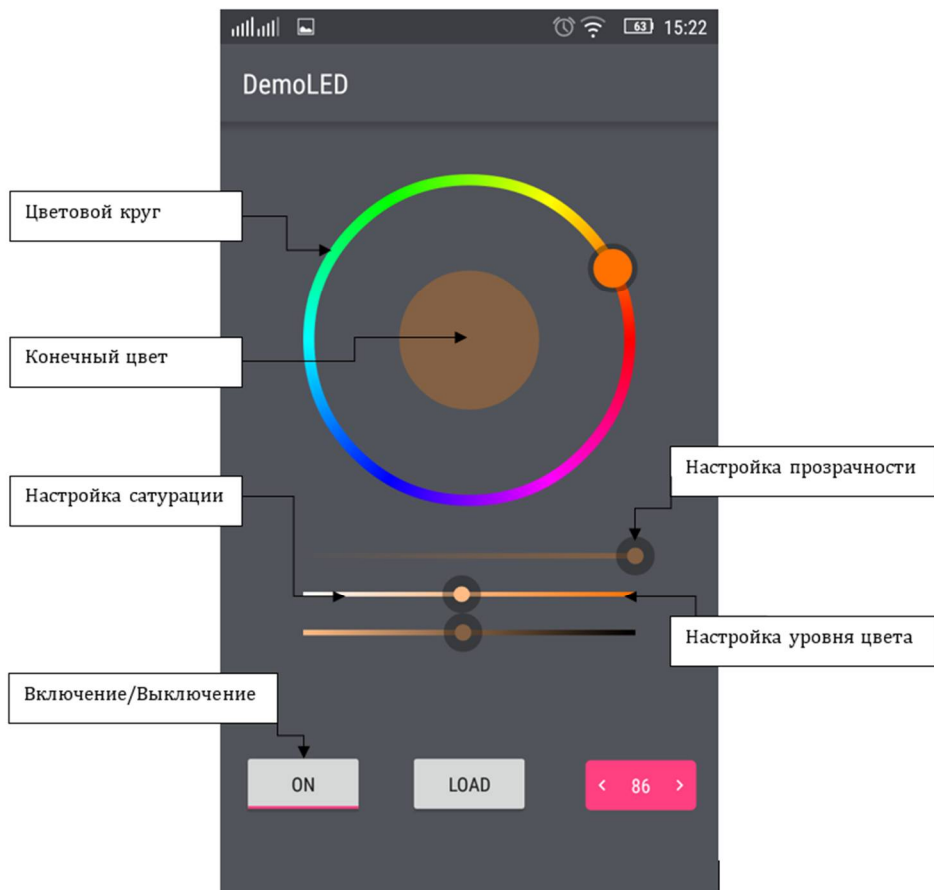 63 15:22
DemoLED
Цветовой круг
Конечный цвет
Настройка прозрачности
Настройка сатурации
Настройка уровня цвета
Включение/Выключение
ON
LOAD
< 86 >